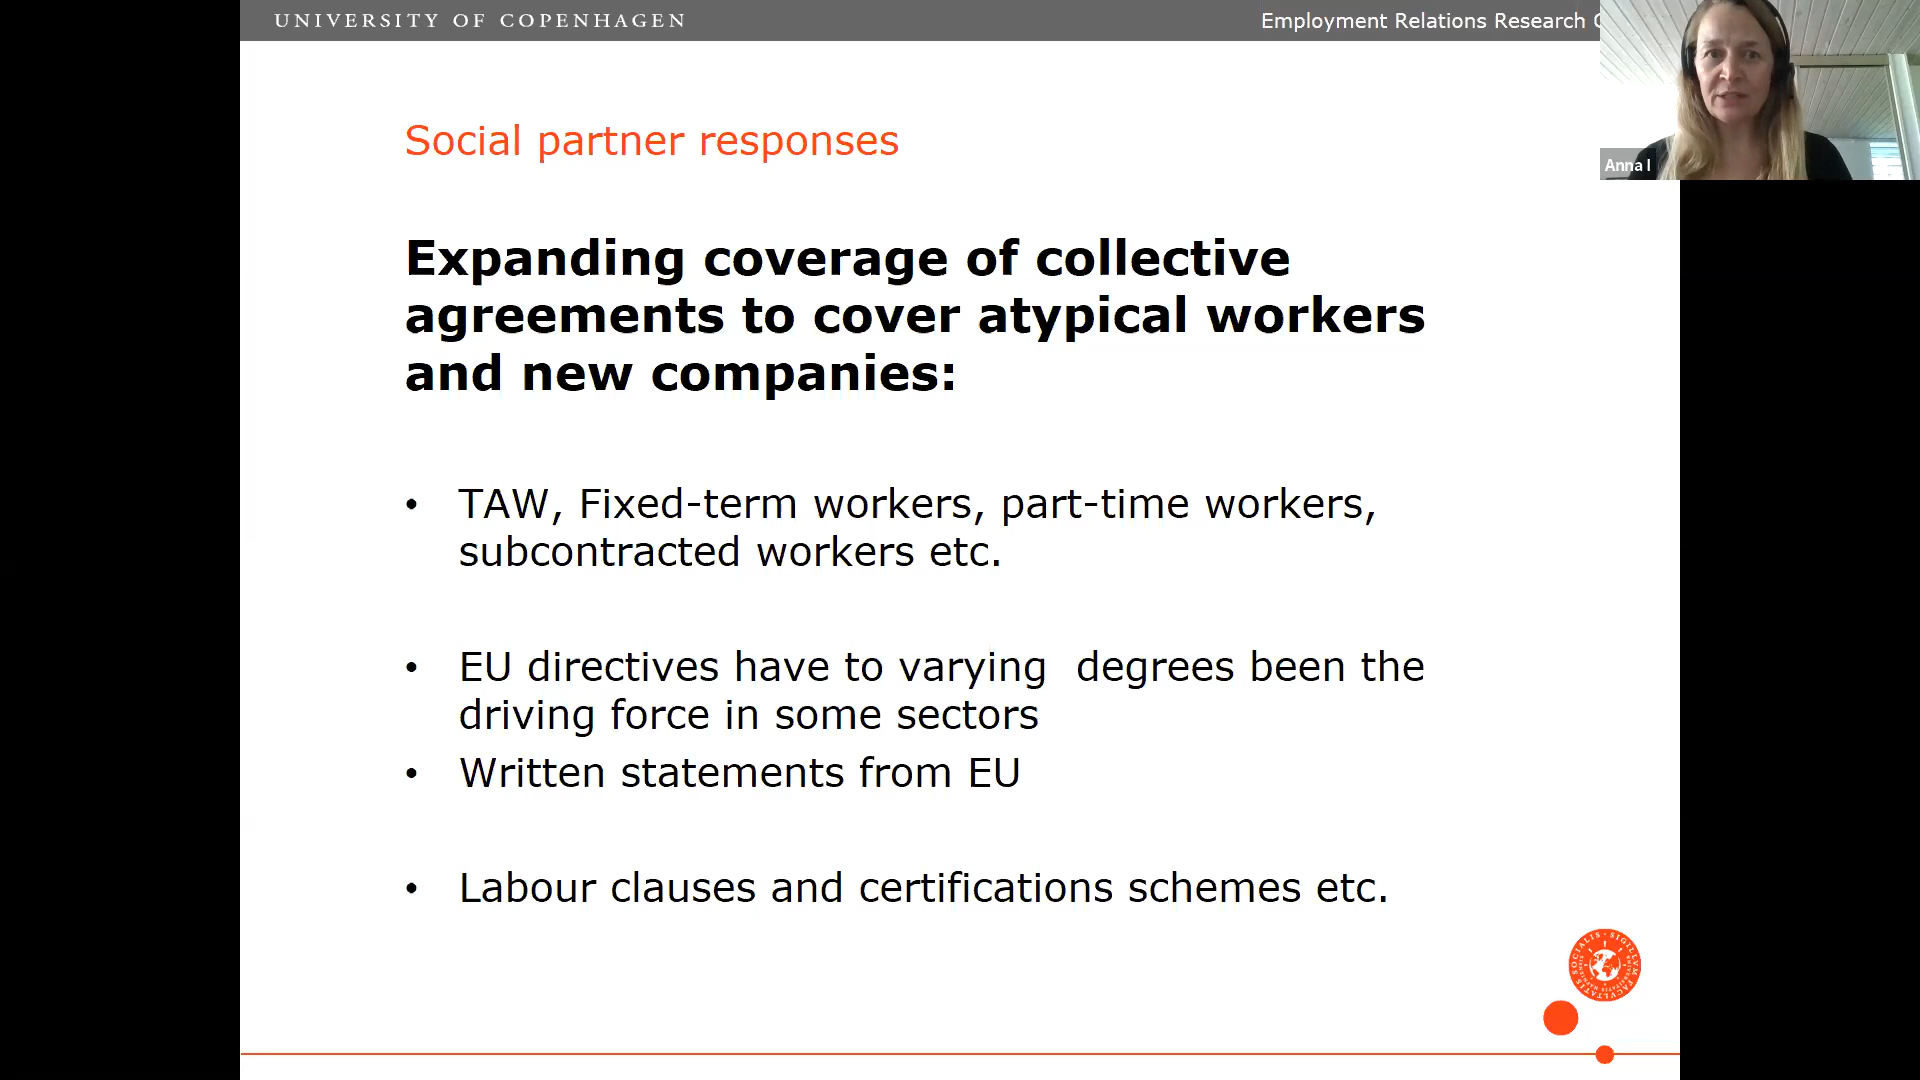 UNIVERSITY OF COPENHAGEN
Employment Relations Research
Anna I
Social partner responses
Expanding coverage of collective
agreements to cover atypical workers
and new companies:
• TAW, Fixed-term workers, part-time workers,
subcontracted workers etc.
• EU directives have to varying  degrees been the
driving force in some sectors
• Written statements from EU
• Labour clauses and certifications schemes etc.